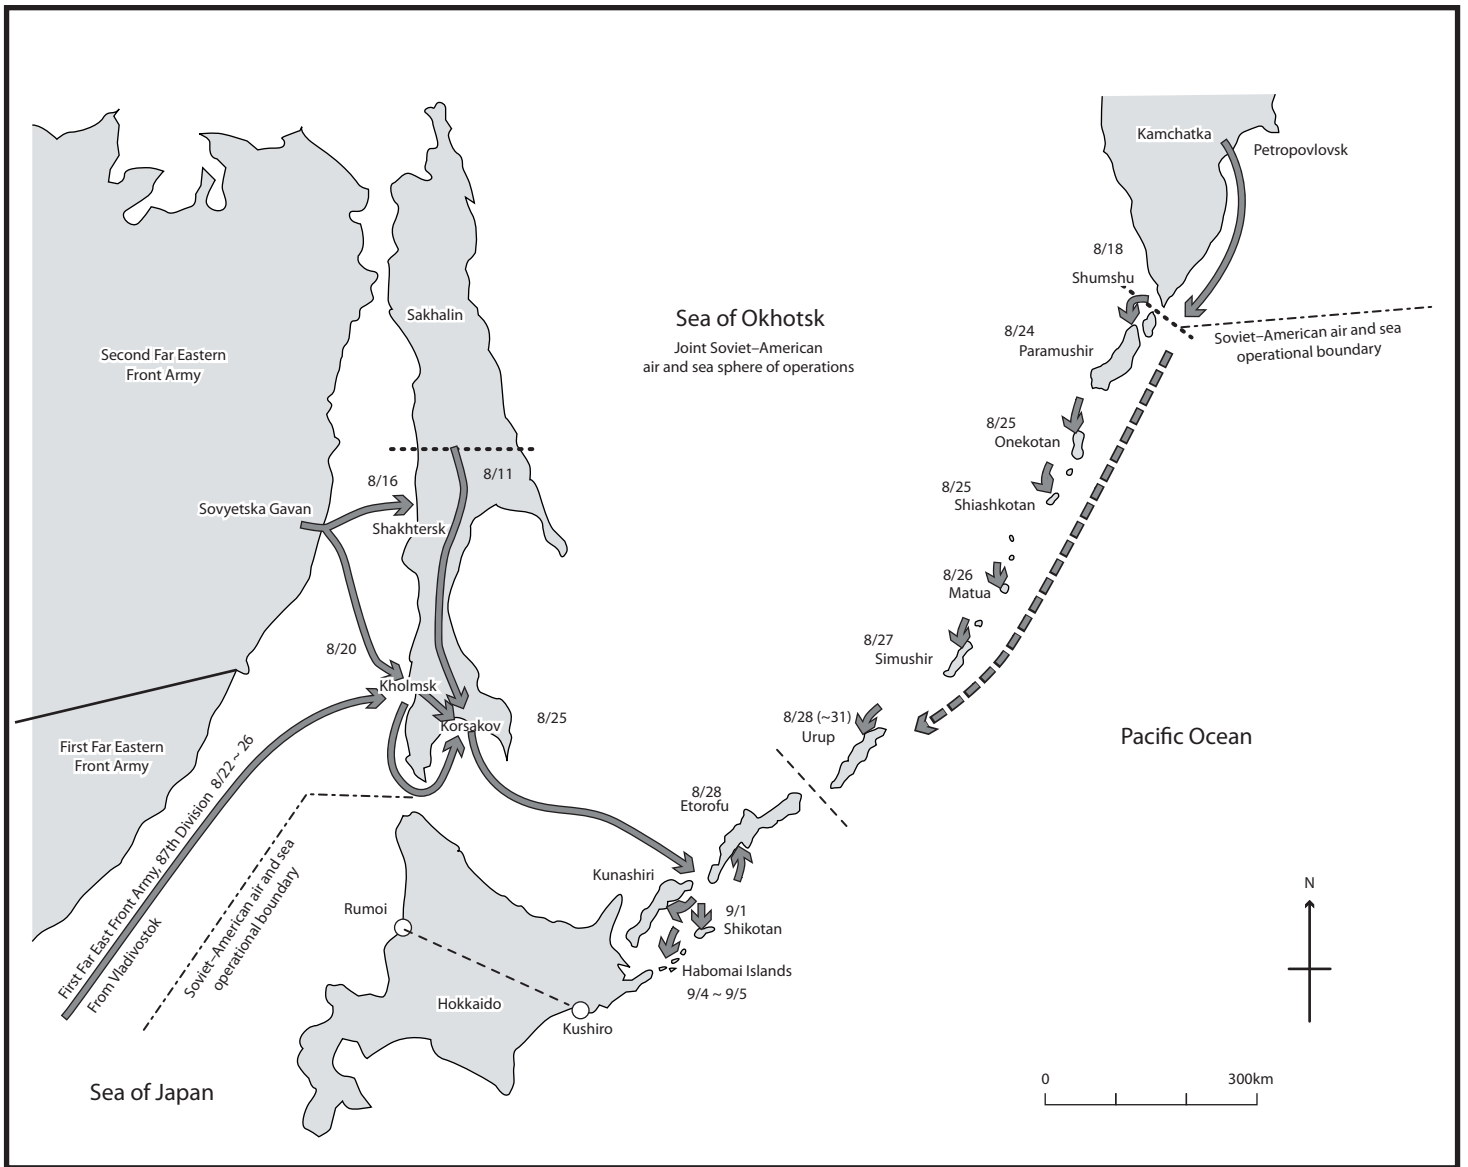 Kamchatka
Petropovlovsk
8/18
Shumshu
Sakhalin
Sea of Okhotsk
Joint Soviet–American
air and sea sphere of operations
8/24
Paramushir
Soviet–American air and sea
operational boundary
Second Far Eastern
Front Army
8/25
Onekotan
8/16
8/11
8/25
Shiashkotan
Sovyetska Gavan
Shakhtersk
8/26
Matua
8/20
8/27
Simushir
Kholmsk
8/25
Korsakov
8/28 (~31)
Urup
Pacific Ocean
First Far Eastern
Front Army
8/28
Etorofu
First Far East Front Army, 87th Division 8/22 ~ 26
From Vladivostok
Soviet–American air and sea
operational boundary
Kunashiri
N
Rumoi
9/1
Shikotan
Habomai Islands
9/4 ~ 9/5
Hokkaido
Kushiro
Sea of Japan
0 300km